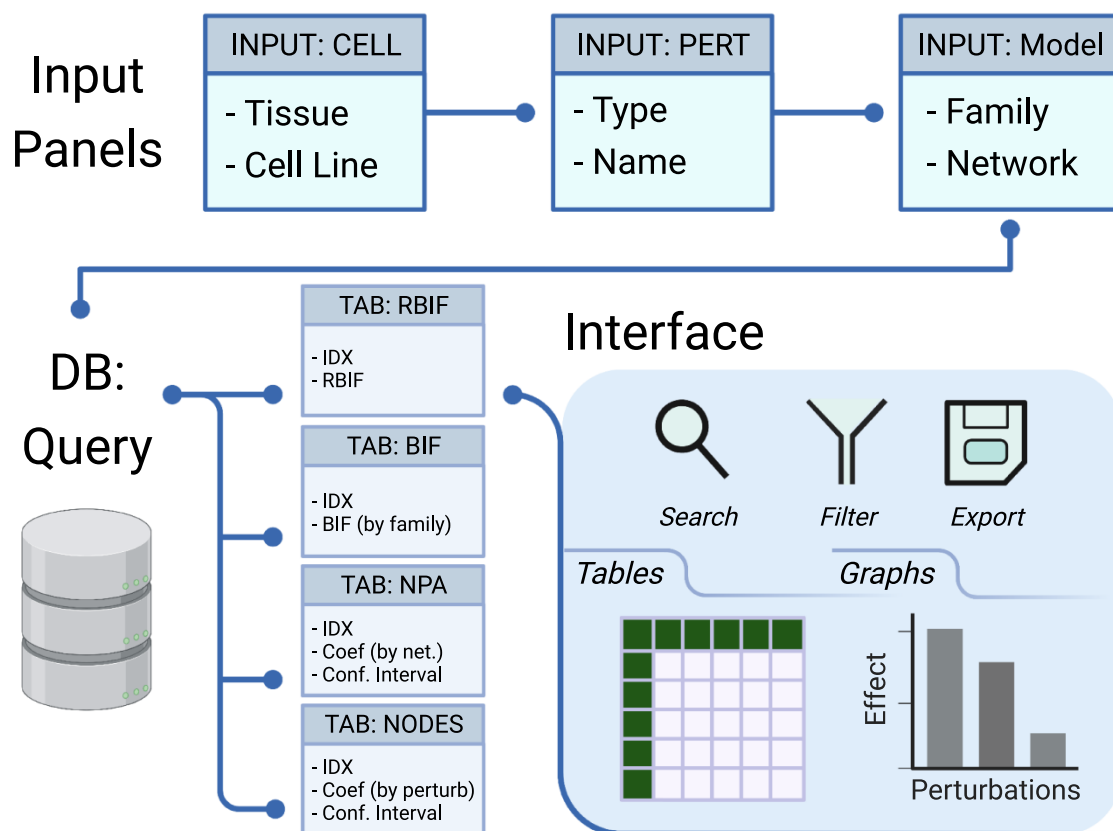 Input
Panels
INPUT: CELL
- Tissue
- Cell Line
INPUT: PERT
- Type
- Name
INPUT: Model
- Family
- Network
DB:
Query
TAB: RBIF
- IDX
- RBIF
TAB: BIF
- IDX
- BIF (by family)
TAB: NPA
- IDX
- Coef (by net.)
- Conf. Interval
TAB: NODES
- IDX
- Coef (by perturb)
- Conf. Interval
Interface
Search
Filter
Export
Tables
Graphs
Effect
Perturbations